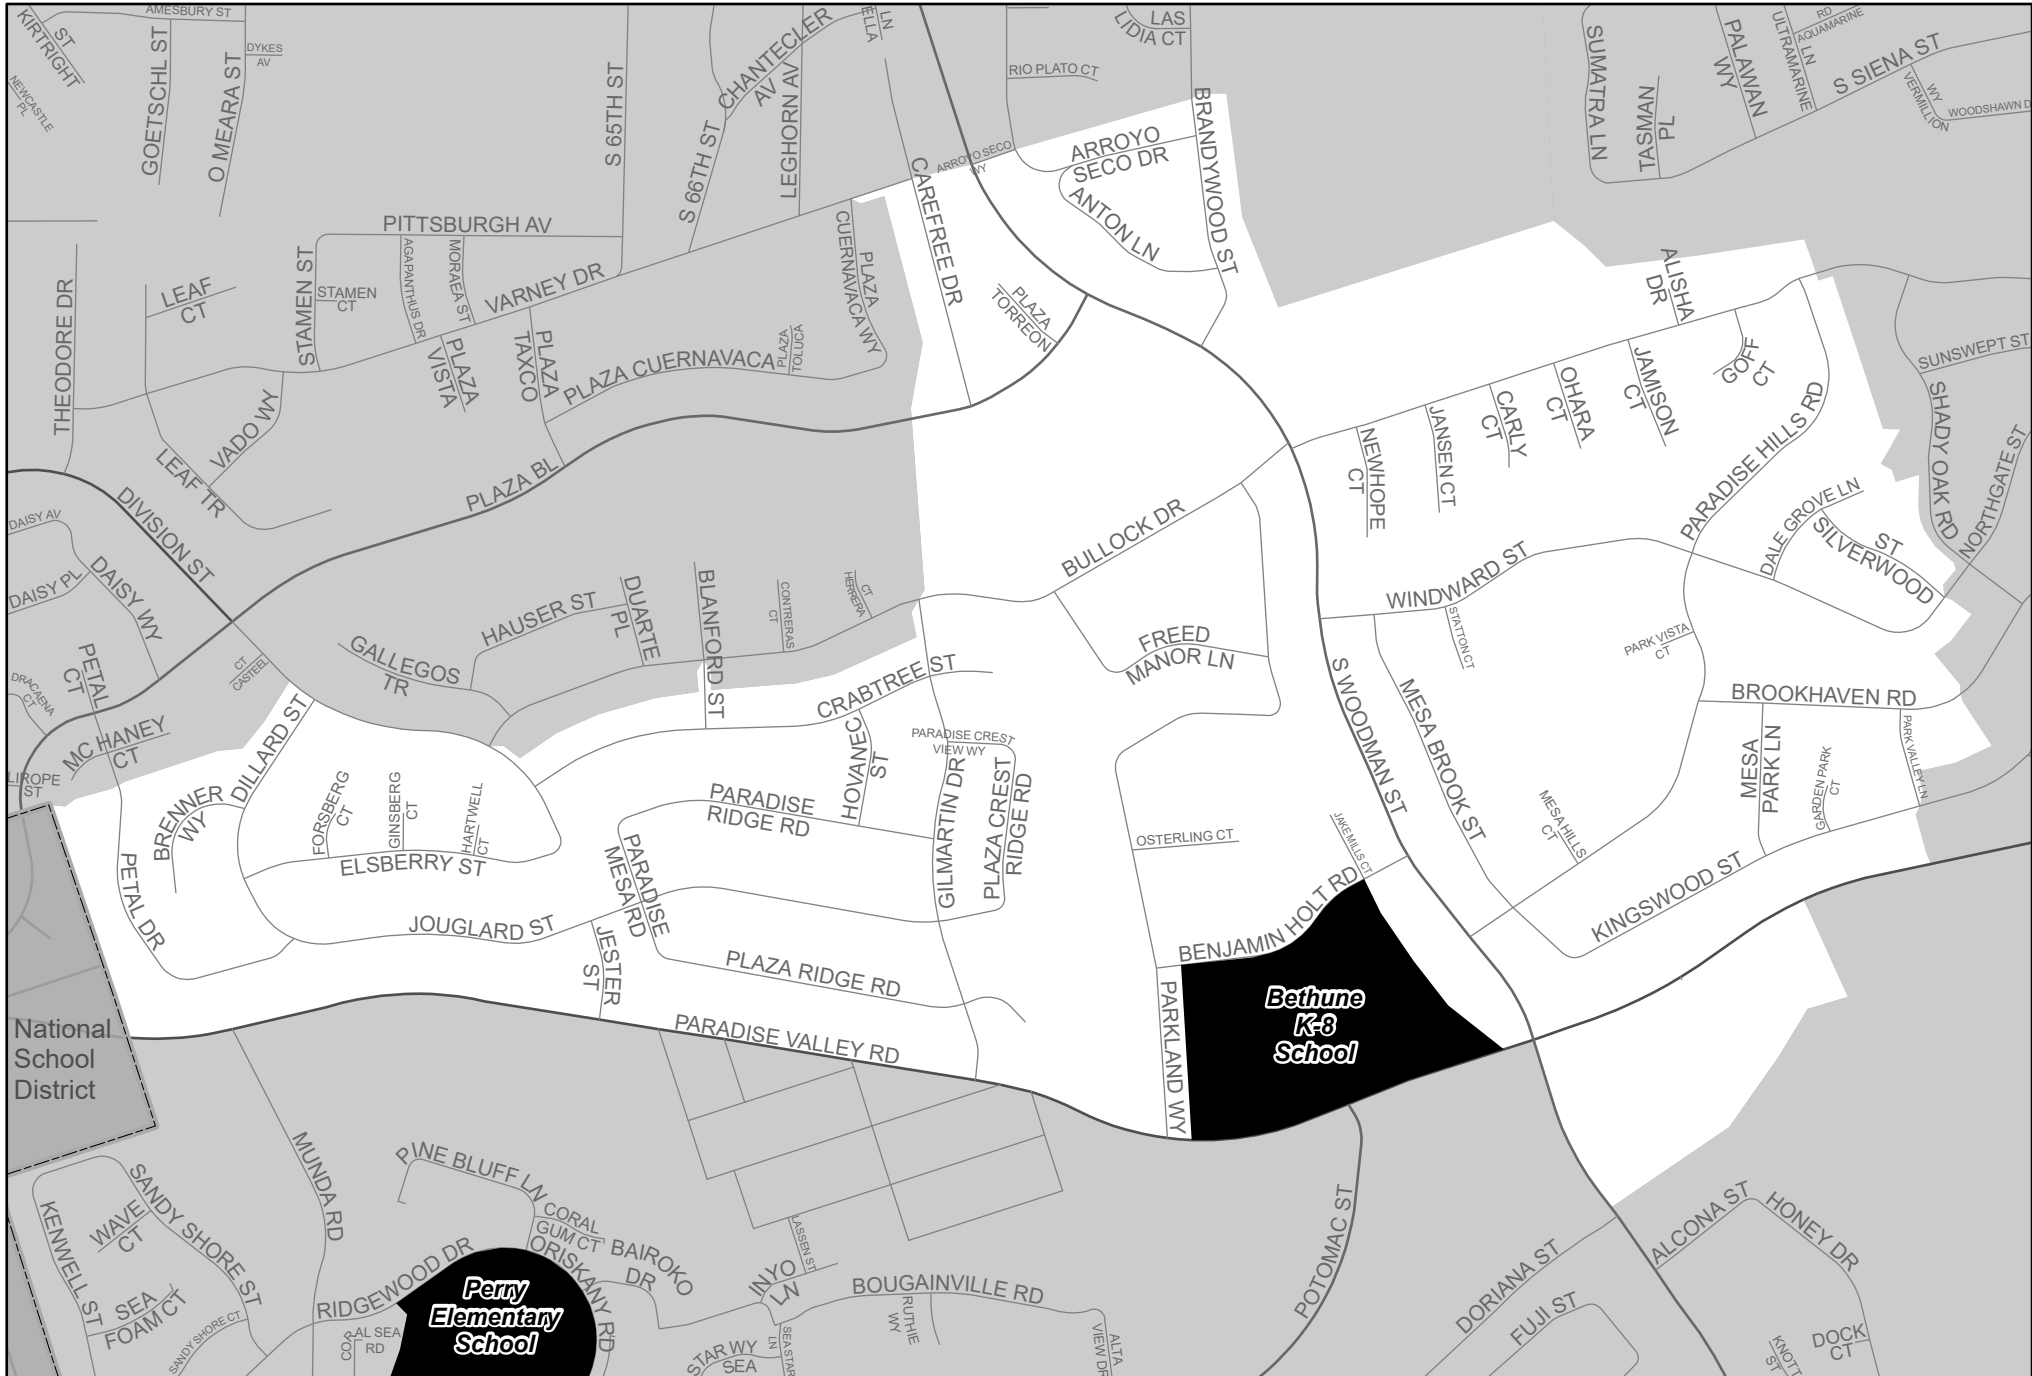 AMESBURY ST
KIRTRIGHT
ST
NEWCASTLE
PL
GOETSCHL ST
O MEARA ST
DYKES
AV
S 65TH ST
S 66TH ST
CHANTECLER
AV
LEGHORN AV
ELLA
LN
RIO PLATO CT
LAS
LIDIA CT
BRANDYWOOD ST
ARROYO
SECO DR
ARROYO SECO
WY
ANTON LN
CAREFREE DR
SUMATRA LN
TASMAN
PL
PALAWAN
WY
ULTRAMARINE
LN
RD
AQUAMARINE
S SIENA ST
WY
VERMILLION
WOODSHAWN D
PITTSBURGH AV
AGAPANTHUS DR
MORAEA ST
STAMEN ST
STAMEN
CT
VARNEY DR
LEAF
CT
THEODORE DR
PLAZA
VISTA
PLAZA
TAXCO
PLAZA CUERNAVACA
PLAZA
TOLUCA
PLAZA
CUERNAVACA WY
PLAZA
TORREON
VADO WY
LEAF TR
PLAZA BL
DIVISION ST
DAISY AV
DAISY PL
DAISY WY
PETAL
CT
DRACAENA
CT
MC HANEY
CT
LIROPE
ST
CT
CASTEEL
GALLEGOS
TR
HAUSER ST
DUARTE
PL
BLANFORD ST
CONTRERAS
CT
CT
HERRERA
BULLOCK DR
FREED
MANOR LN
ALISHA
DR
GOFF
CT
JAMISON
CT
OHARA
CT
CARLY
CT
JANSEN CT
NEWHOPE
CT
PARADISE HILLS RD
SUNSWEPT ST
SHADY OAK RD
NORTHGATE ST
DALE GROVE LN
ST
SILVERWOOD
WINDWARD ST
STATTON CT
PARK VISTA
CT
BROOKHAVEN RD
MESA
PARK LN
GARDEN PARK
CT
PARK VALLEY LN
S WOODMAN ST
MESA BROOK ST
MESA HILLS
CT
KINGSWOOD ST
DILLARD ST
BRENNER
WY
FORSBERG
CT
GINSBERG
CT
HARTWELL
CT
ELSBERRY ST
PETAL DR
JOUGLARD ST
CRABTREE ST
HOVANEC
ST
PARADISE CREST
VIEW WY
PARADISE
RIDGE RD
GILMARTIN DR
PLAZA CREST
RIDGE RD
PARADISE
MESA RD
JESTER
ST
PLAZA RIDGE RD
PARADISE VALLEY RD
OSTERLING CT
JAKE MILLS CT
BENJAMIN HOLT RD
PARKLAND WY
Bethune
K-8
School
National
School
District
MUNDA RD
PINE BLUFF LN
CORAL
GUM CT
BAIROKO
DR
ORISKANY RD
SANDY SHORE ST
WAVE
CT
KENWELL ST
SEA
FOAM CT
SANDY SHORE CT
RIDGEWOOD DR
CORAL SEA
RD
Perry
Elementary
School
LASSEN ST
INYO
LN
BOUGAINVILLE RD
RUTHIE
WY
STAR WY
SEA
SEA STAR
LN
ALTA
VIEW DR
POTOMAC ST
DORIANA ST
FUJI ST
ALCONA ST
HONEY DR
DOCK
CT
KNOTT
ST